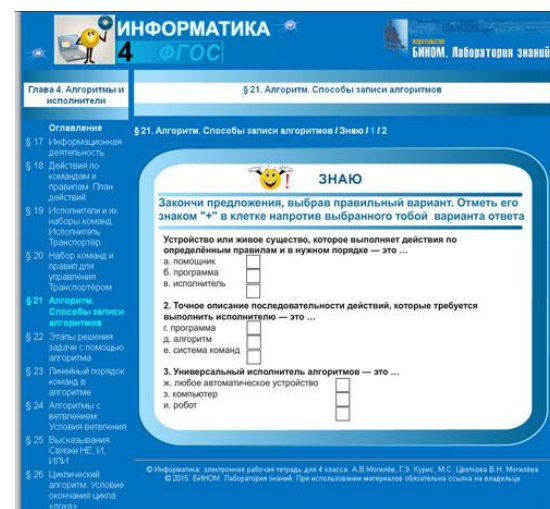 ИНФОРМАТИКА
4 ФГОС
ИЗДАТЕЛЬСТВО
БИНОМ. Лаборатория знаний
Глава 4. Алгоритмы и
исполнители
§ 21. Алгоритм. Способы записи алгоритмов
Оглавление
§ 17 Информационная
деятельность
§ 18 Действия по
командам и
правилам. План
действий
§ 19 Исполнители и их
наборы команд.
Исполнитель
Транспортёр
§ 20 Набор команд и
правил для
управления
Транспортёром
§ 21 Алгоритм.
Способы записи
алгоритмов
§ 22 Этапы решения
задачи с помощью
алгоритма
§ 23 Линейный порядок
команд в
алгоритме
§ 24 Алгоритмы с
ветвлением.
Условия ветвления
§ 25 Высказывания.
Связки НЕ, И,
ИЛИ
§ 26 Циклический
алгоритм. Условие
окончания цикла
«пока»
§ 21. Алгоритм. Способы записи алгоритмов / Знаю / 1 / 2
! ЗНАЮ
Закончи предложения, выбрав правильный вариант. Отметь его
знаком "+" в клетке напротив выбранного тобой варианта ответа
Устройство или живое существо, которое выполняет действия по
определённым правилам и в нужном порядке — это ...
а. помощник
б. программа
в. исполнитель
2. Точное описание последовательности действий, которые требуется
выполнить исполнителю — это ...
г. программа
д. алгоритм
е. система команд
3. Универсальный исполнитель алгоритмов — это ...
ж. любое автоматическое устройство
з. компьютер
и. робот
© Информатика: электронная рабочая тетрадь для 4 класса. А.В.Могилёв, Г.Э. Курис, М.С. Цветкова В.Н. Могилёва
© 2015. БИНОМ. Лаборатория знаний. При использовании материалов обязательна ссылка на владельца